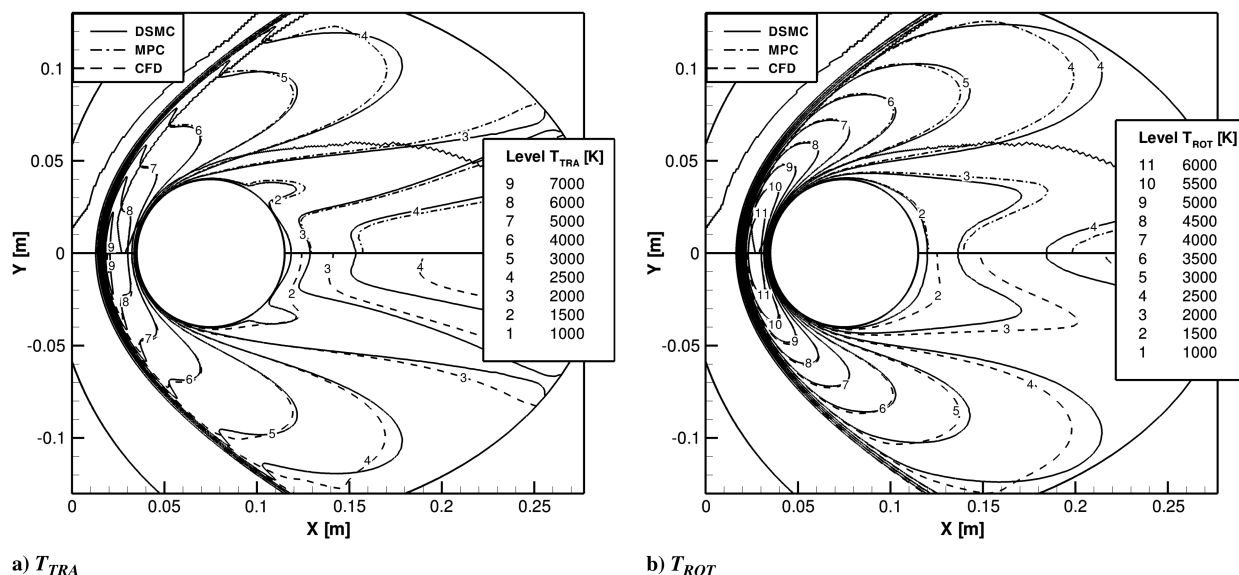 DSMC
MPC
CFD
Level T_TRA [K]
9 7000
8 6000
7 5000
6 4000
5 3000
4 2500
3 2000
2 1500
1 1000
Y [m]
0.1
0.05
0
-0.05
-0.1
0 0.05 0.1 0.15 0.2 0.25
X [m]
a) T_TRA
DSMC
MPC
CFD
Level T_ROT [K]
11 6000
10 5500
9 5000
8 4500
7 4000
6 3500
5 3000
4 2500
3 2000
2 1500
1 1000
Y [m]
0.1
0.05
0
-0.05
-0.1
0 0.05 0.1 0.15 0.2 0.25
X [m]
b) T_ROT